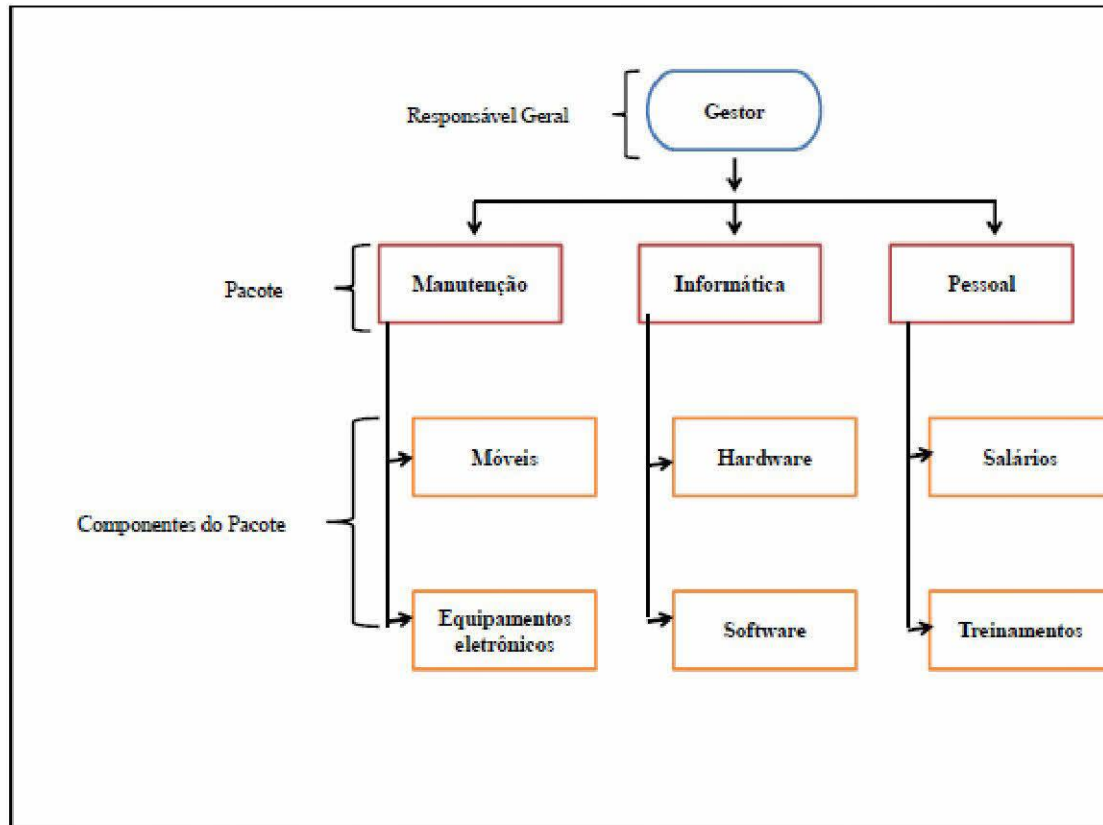 Responsável Geral
Gestor
Pacote
Manutenção
Informática
Pessoal
Componentes do Pacote
Móveis
Hardware
Salários
Equipamentos
eletrônicos
Software
Treinamentos